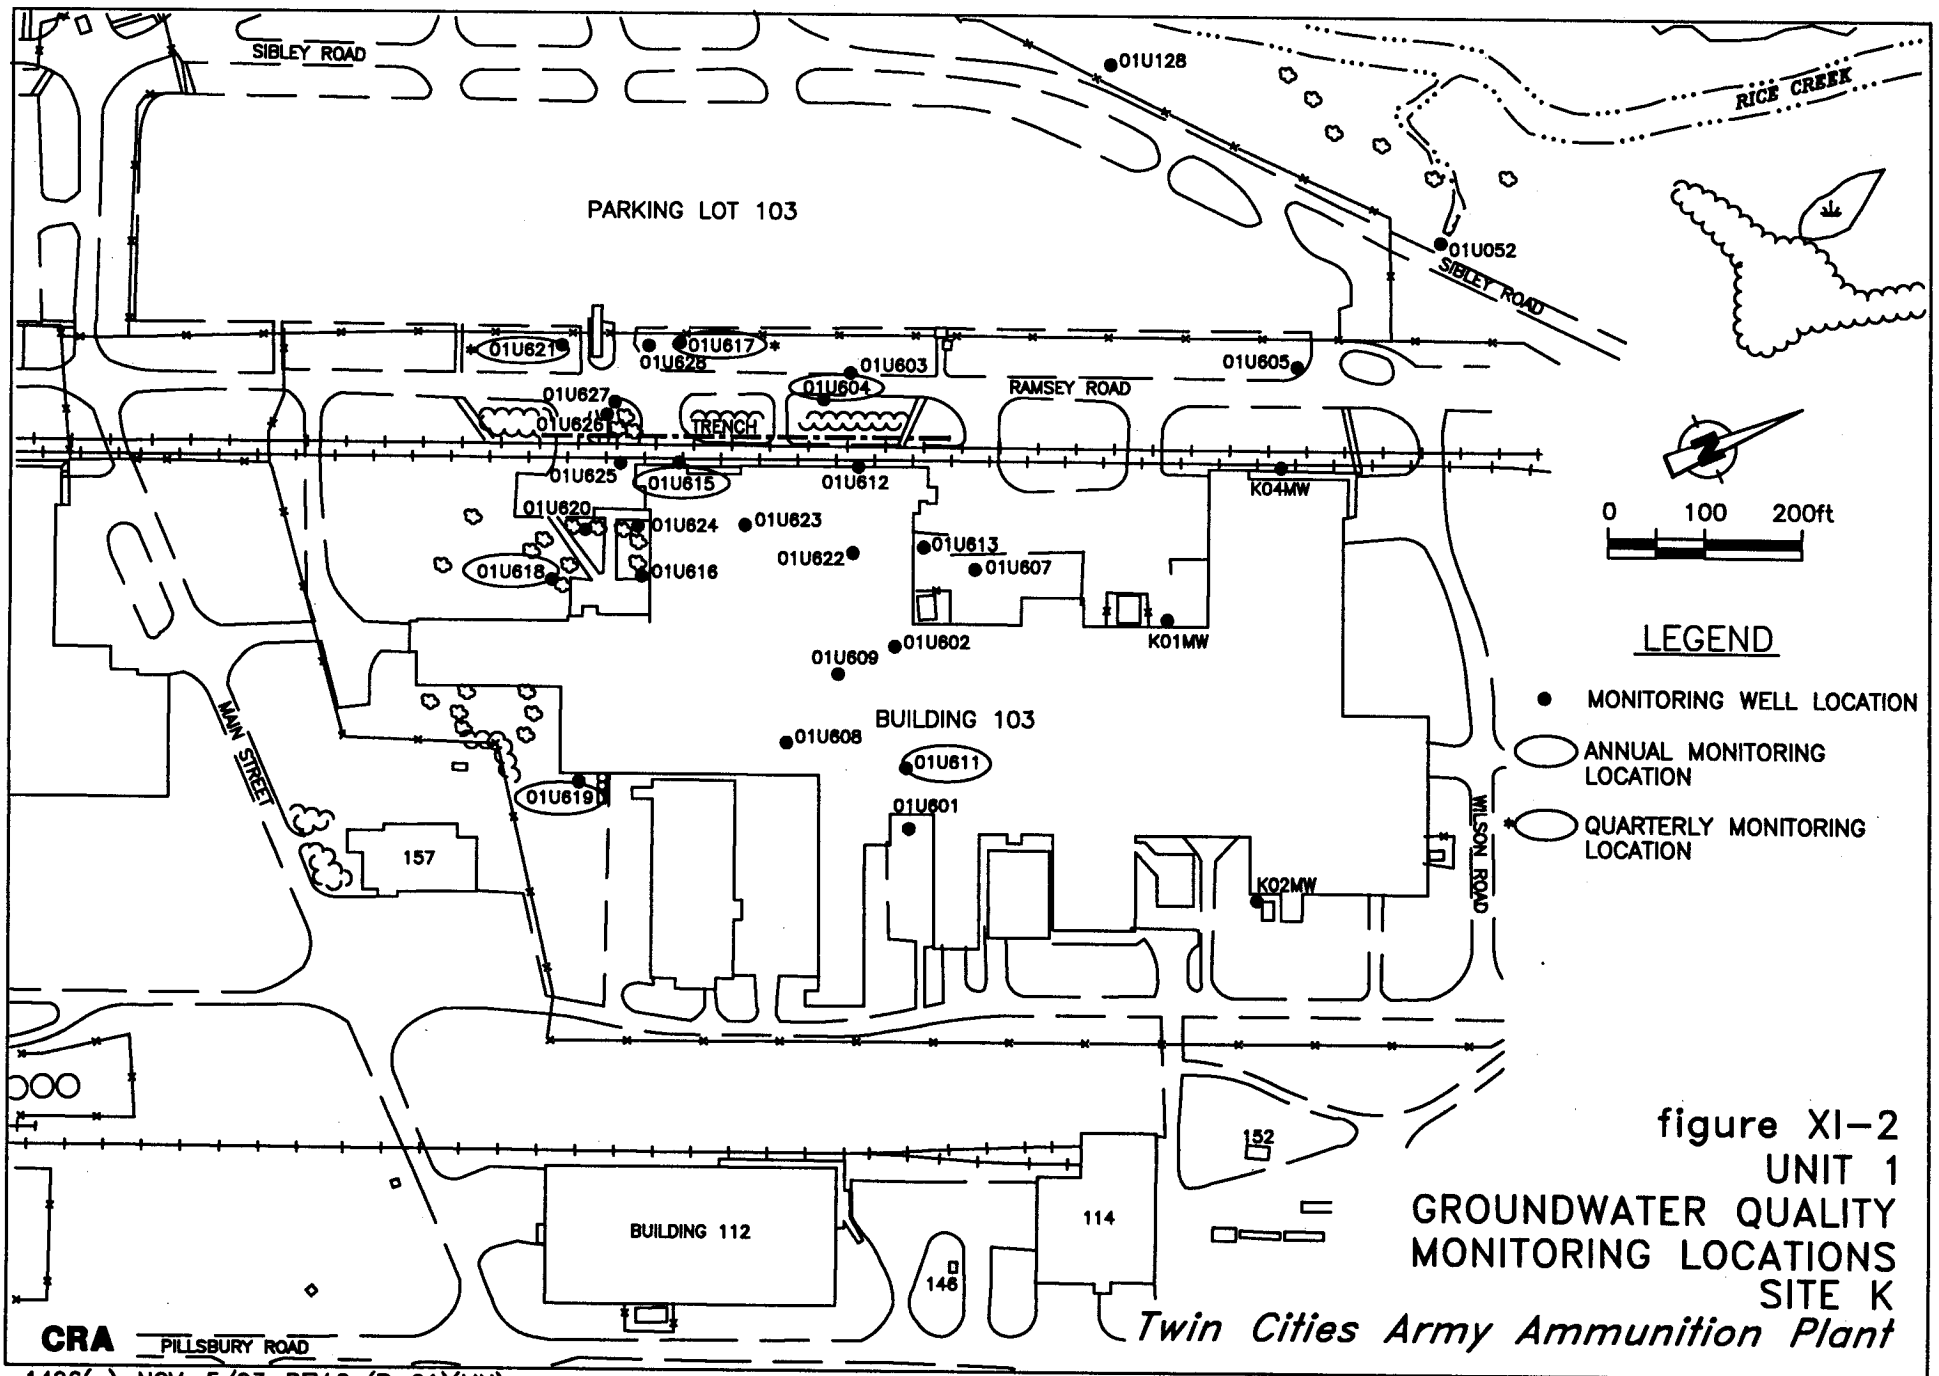 SIBLEY ROAD
01U128
RICE CREEK
PARKING LOT 103
01U052
SIBLEY ROAD
* 01U621
01U628
01U617 *
01U603
01U604
01U605
RAMSEY ROAD
01U627
01U626
TRENCH
01U625
01U615
01U612
K04MW
01U620
01U624
01U623
01U622
01U613
01U607
01U618
01U616
K01MW
01U602
01U609
BUILDING 103
01U608
01U611
01U619
01U601
MAIN STREET
157
K02MW
WILSON ROAD
N
0 100 200ft
LEGEND
MONITORING WELL LOCATION
ANNUAL MONITORING
LOCATION
* QUARTERLY MONITORING
LOCATION
152
114
BUILDING 112
146
figure XI-2
UNIT 1
GROUNDWATER QUALITY
MONITORING LOCATIONS
SITE K
Twin Cities Army Ammunition Plant
CRA
PILLSBURY ROAD